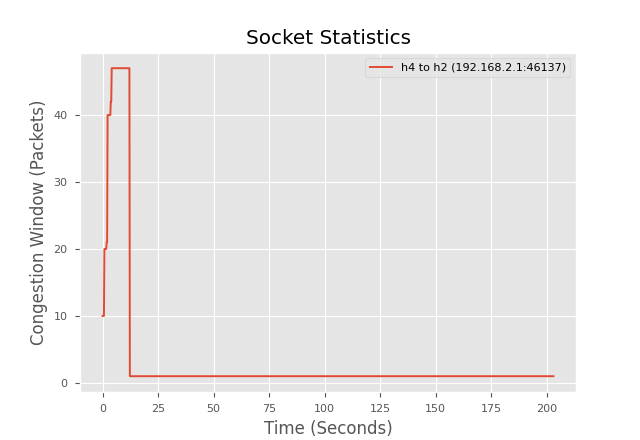 Socket Statistics
h4 to h2 (192.168.2.1:46137)
Congestion Window (Packets)
40
30
20
10
0
0 25 50 75 100 125 150 175 200
Time (Seconds)